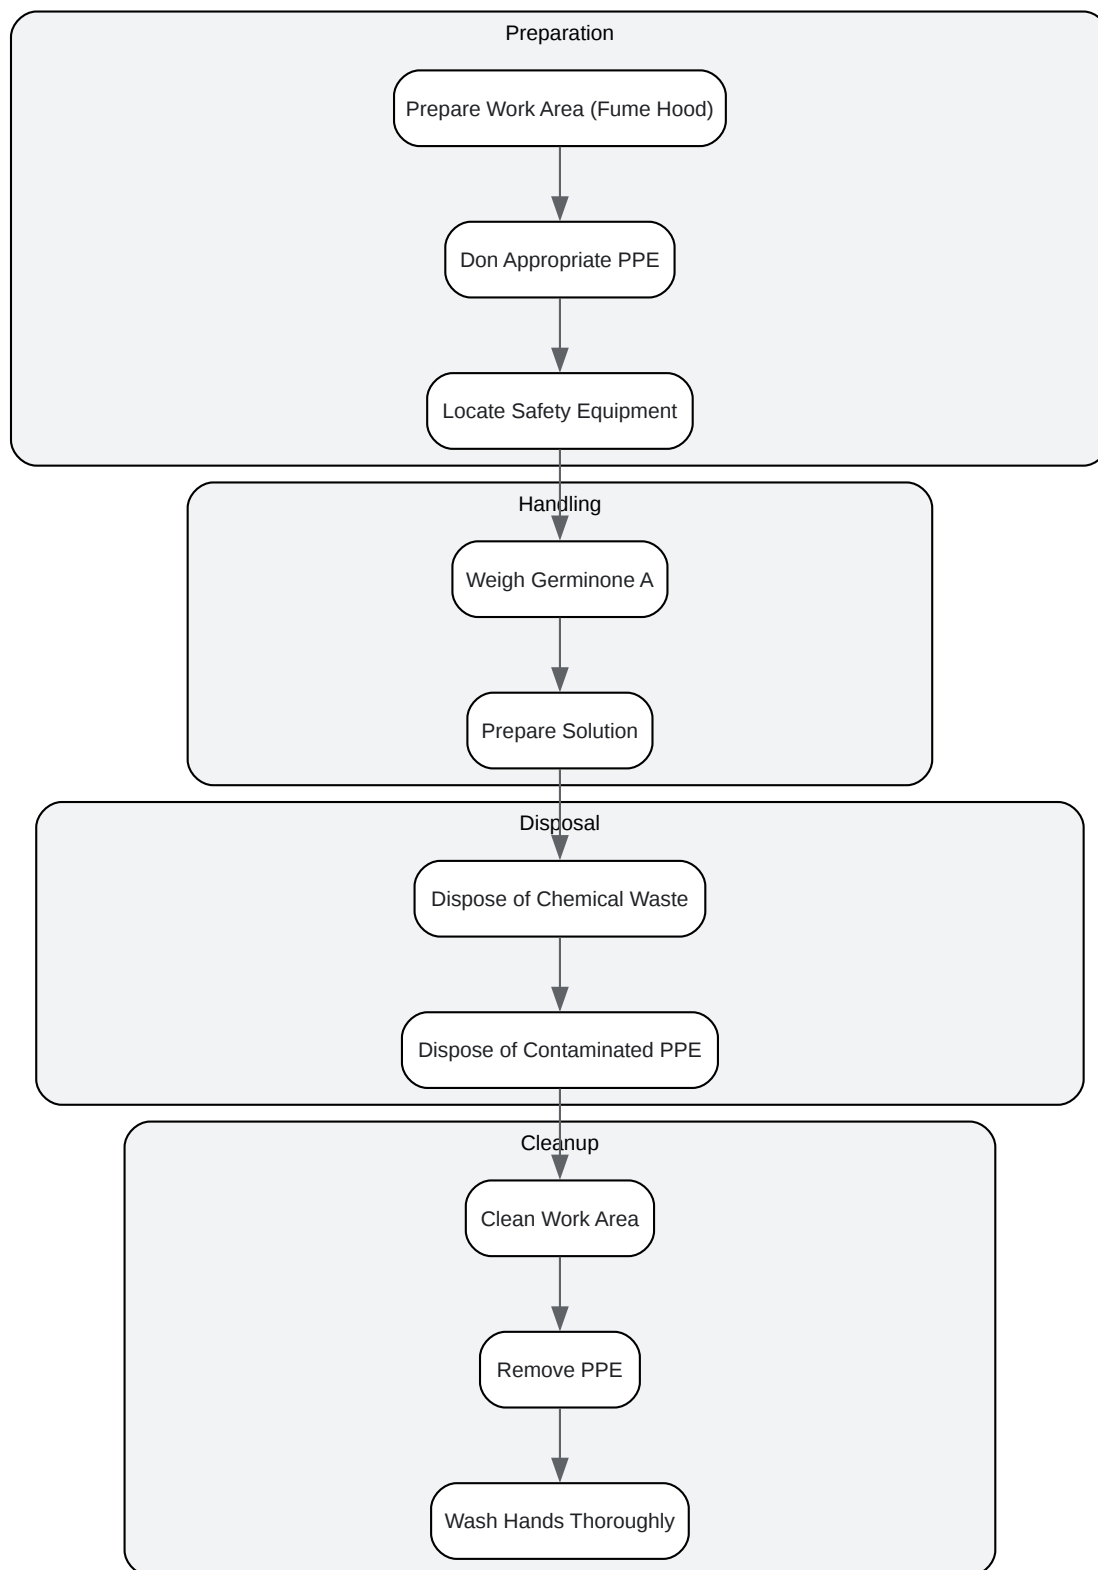 Preparation
Prepare Work Area (Fume Hood)
Don Appropriate PPE
Locate Safety Equipment
Handling
Weigh Germinone A
Prepare Solution
Disposal
Dispose of Chemical Waste
Dispose of Contaminated PPE
Cleanup
Clean Work Area
Remove PPE
Wash Hands Thoroughly